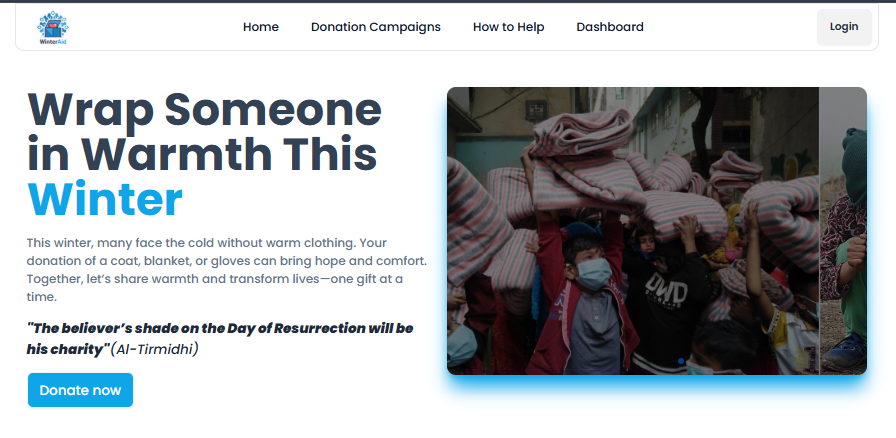 WinterAid
Home
Donation Campaigns
How to Help
Dashboard
Login
Wrap Someone
in Warmth This
Winter
This winter, many face the cold without warm clothing. Your
donation of a coat, blanket, or gloves can bring hope and comfort.
Together, let’s share warmth and transform lives—one gift at a
time.
"The believer’s shade on the Day of Resurrection will be
his charity"(Al-Tirmidhi)
Donate now